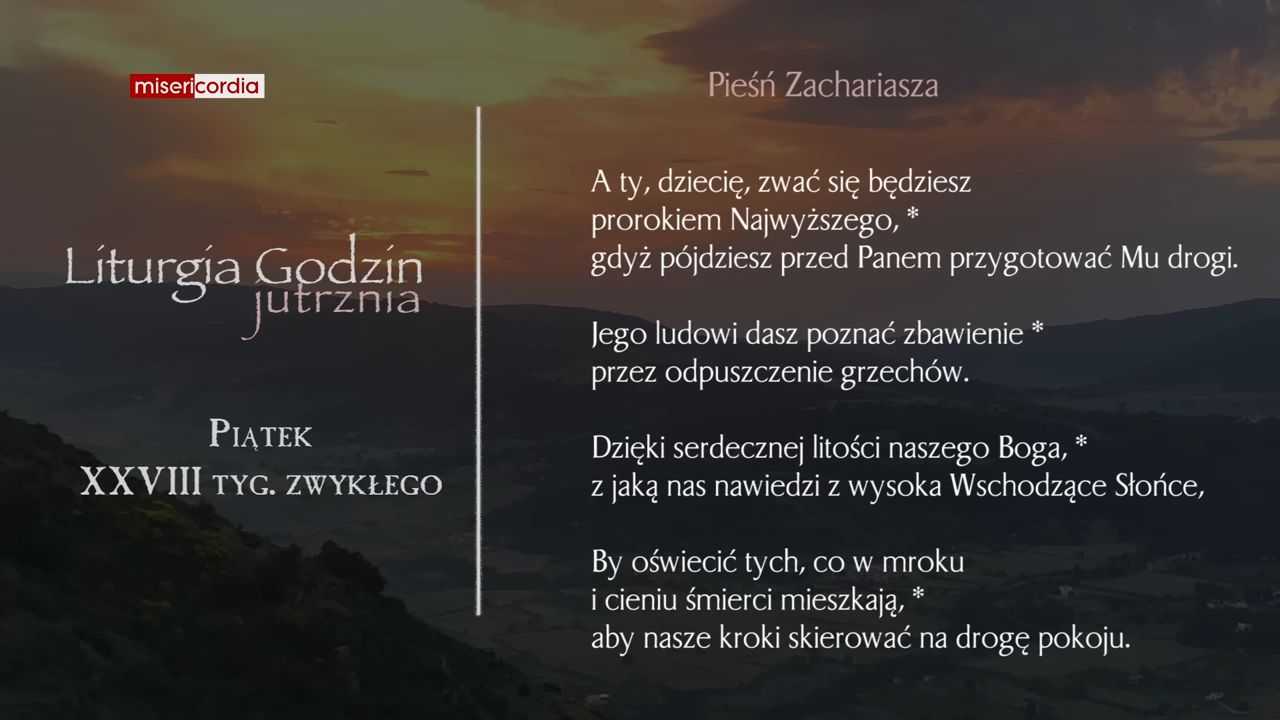 misericordia
Liturgia Godzin
jutrznia
Piątek
XXVIII tyg. zwykłego
Pieśń Zachariasza
A ty, dziecię, zwać się będziesz
prorokiem Najwyższego, *
gdyż pójdziesz przed Panem przygotować Mu drogi.
Jego ludowi dasz poznać zbawienie *
przez odpuszczenie grzechów.
Dzięki serdecznej litości naszego Boga, *
z jaką nas nawiedzi z wysoka Wschodzące Słońce,
By oświecić tych, co w mroku
i cieniu śmierci mieszkają, *
aby nasze kroki skierować na drogę pokoju.